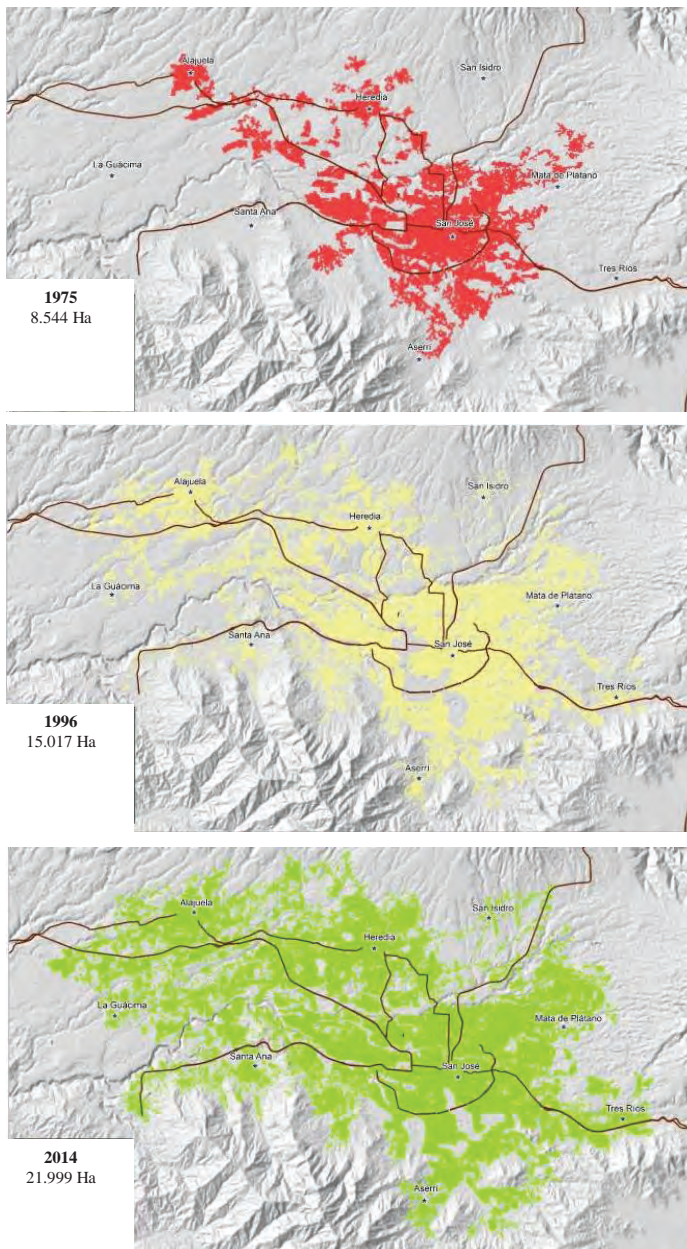 Alajuela
San Isidro
Heredia
La Guácima
Mata de Plátano
Santa Ana
San José
Tres Ríos
1975
8.544 Ha
Aserrí
Alajuela
San Isidro
Heredia
La Guácima
Mata de Plátano
Santa Ana
San José
Tres Ríos
1996
15.017 Ha
Aserrí
Alajuela
San Isidro
Heredia
La Guácima
Mata de Plátano
Santa Ana
San José
Tres Ríos
2014
21.999 Ha
Aserrí